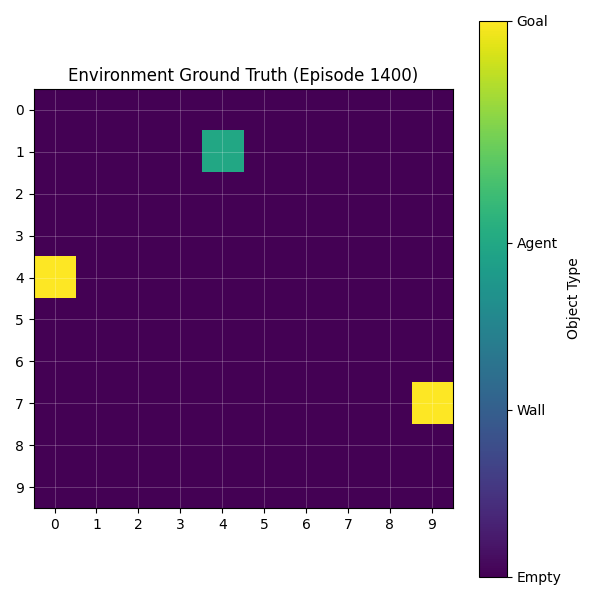 Environment Ground Truth (Episode 1400)
0
1
2
3
4
5
6
7
8
9
0 1 2 3 4 5 6 7 8 9
Goal
Agent
Wall
Empty
Object Type